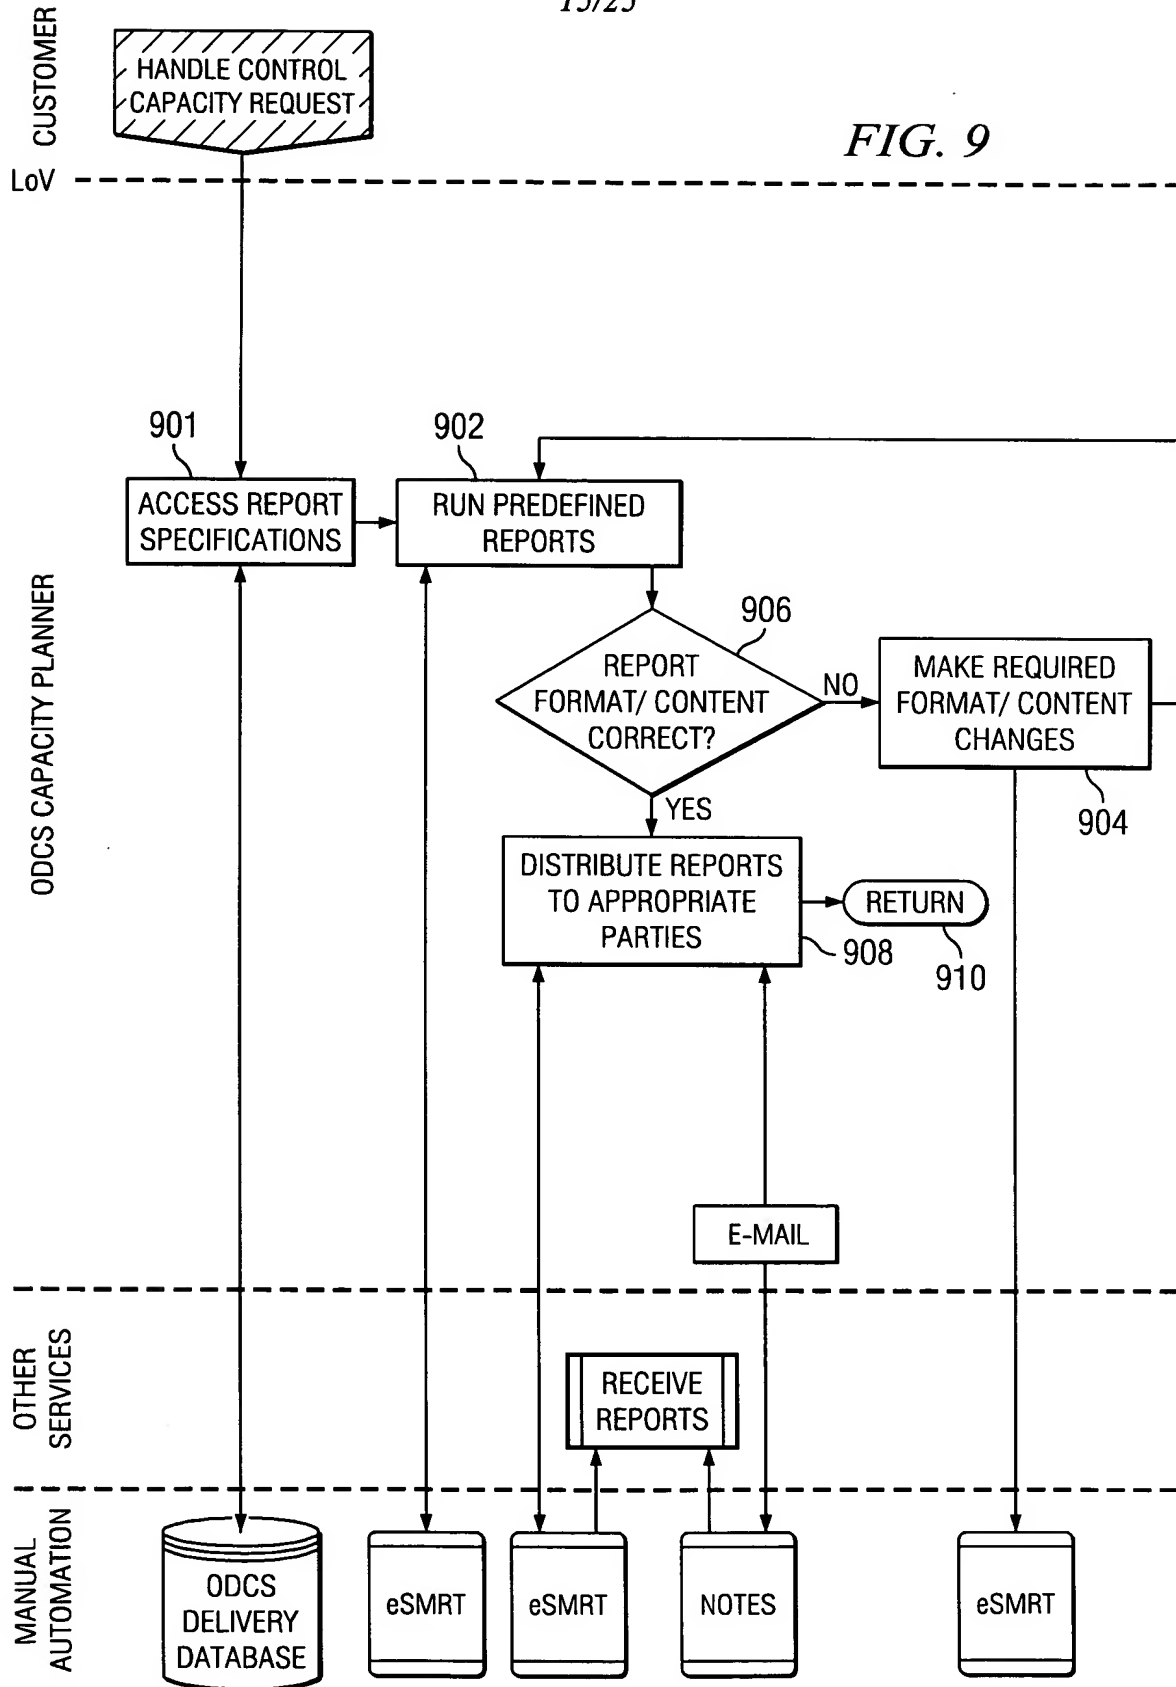 15/25
CUSTOMER
HANDLE CONTROL
CAPACITY REQUEST
FIG. 9
LoV
901
902
ACCESS REPORT
SPECIFICATIONS
RUN PREDEFINED
REPORTS
ODCS CAPACITY PLANNER
906
REPORT
FORMAT/ CONTENT
CORRECT?
NO
MAKE REQUIRED
FORMAT/ CONTENT
CHANGES
904
YES
DISTRIBUTE REPORTS
TO APPROPRIATE
PARTIES
908
RETURN
910
E-MAIL
OTHER
SERVICES
RECEIVE
REPORTS
MANUAL
AUTOMATION
ODCS
DELIVERY
DATABASE
eSMRT
eSMRT
NOTES
eSMRT